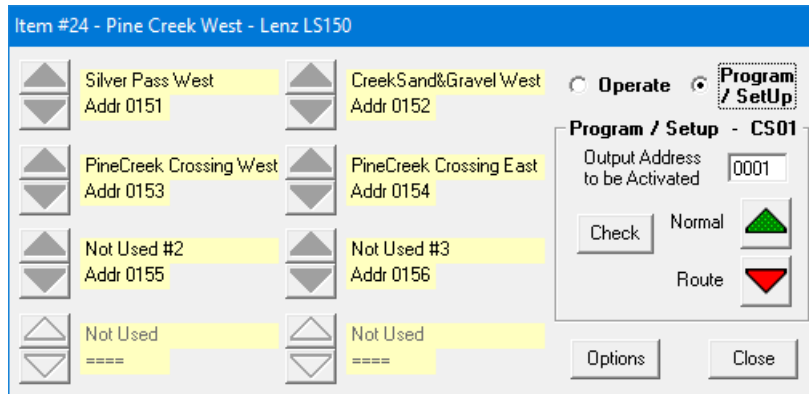 Item #24 - Pine Creek West - Lenz LS150
Silver Pass West
Addr 0151
CreekSand&Gravel West
Addr 0152
PineCreek Crossing West
Addr 0153
PineCreek Crossing East
Addr 0154
Not Used #2
Addr 0155
Not Used #3
Addr 0156
Not Used
====
Not Used
====
Operate
Program
/ SetUp
Program / Setup - CS01
Output Address
to be Activated
0001
Check
Normal
Route
Options
Close